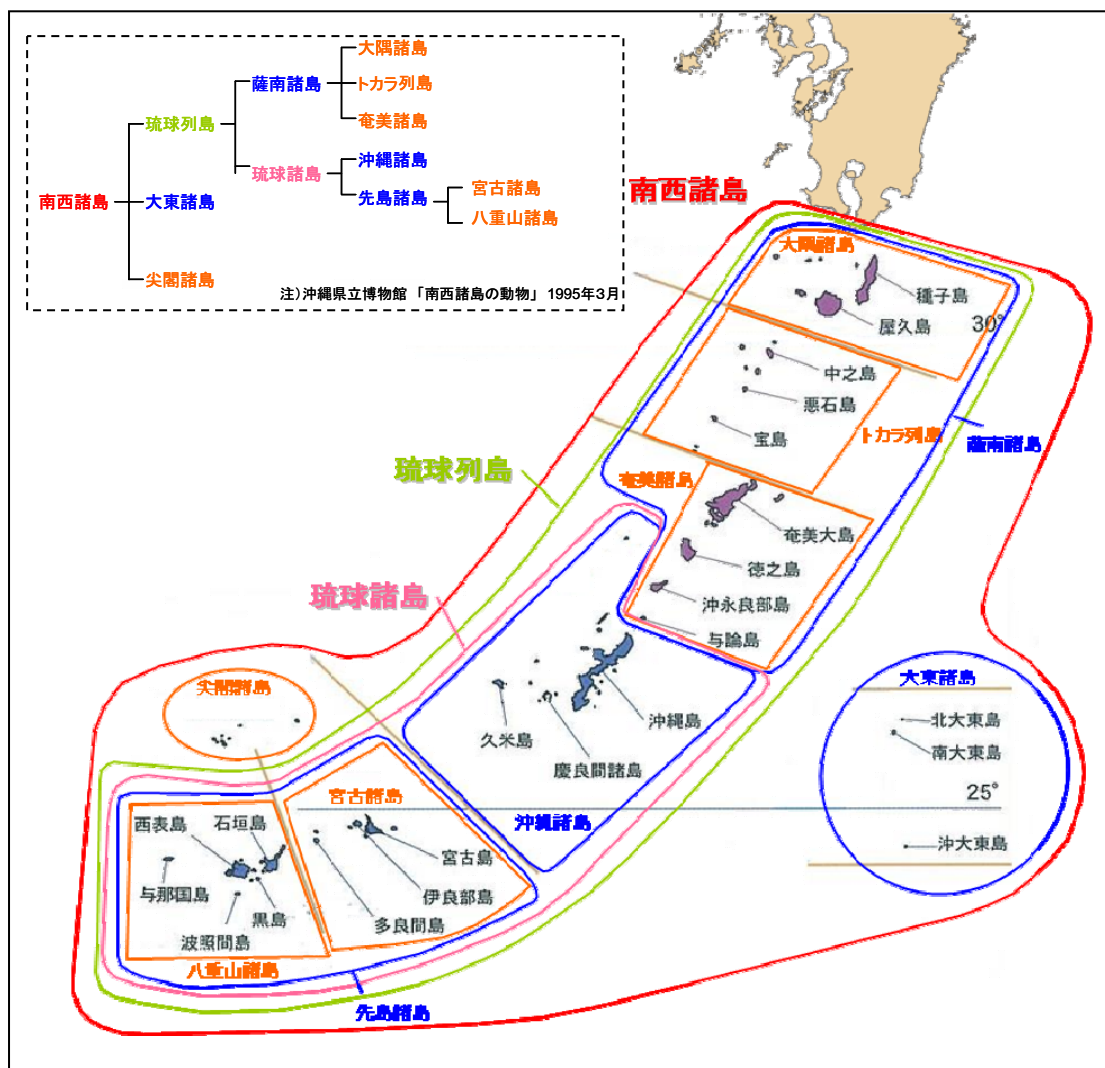 大隅諸島
薩南諸島
トカラ列島
琉球列島
奄美諸島
沖縄諸島
琉球諸島
宮古諸島
南西諸島
大東諸島
先島諸島
八重山諸島
尖閣諸島
注）沖縄県立博物館 「南西諸島の動物」 1995年3月
南西諸島
大隅諸島
種子島
屋久島
30°
中之島
悪石島
宝島
トカラ列島
薩南諸島
琉球列島
奄美諸島
奄美大島
徳之島
沖永良部島
与論島
琉球諸島
尖閣諸島
大東諸島
北大東島
南大東島
25°
沖大東島
沖縄島
久米島
慶良間諸島
沖縄諸島
宮古諸島
宮古島
伊良部島
多良間島
西表島
石垣島
与那国島
黒島
波照間島
八重山諸島
先島諸島